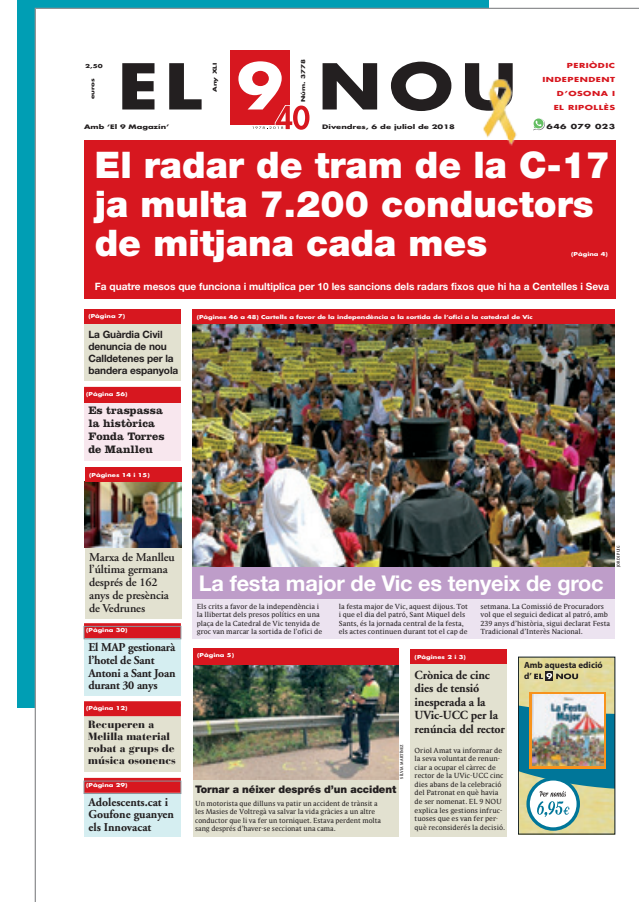 2,50
euros
EL
Any XLI
9
Núm. 3778
NOU
1978-2018
40
PERIÒDIC
INDEPENDENT
D'OSONA I
EL RIPOLLÈS
646 079 023
Amb 'El 9 Magazín'
Divendres, 6 de juliol de 2018
El radar de tram de la C-17
ja multa 7.200 conductors
de mitjana cada mes
(Pàgina 4)
Fa quatre mesos que funciona i multiplica per 10 les sancions dels radars fixos que hi ha a Centelles i Seva
(Pàgina 7)
La Guàrdia Civil
denuncia de nou
Calldetenes per la
bandera espanyola
(Pàgina 56)
Es traspassa
la històrica
Fonda Torres
de Manlleu
(Pàgines 14 i 15)
Marxa de Manlleu
l'última germana
després de 162
anys de presència
de Vedrunes
(Pàgina 30)
El MAP gestionarà
l'hotel de Sant
Antoni a Sant Joan
durant 30 anys
(Pàgina 12)
Recuperen a
Melilla material
robat a grups de
música osonencs
(Pàgina 29)
Adolescents.cat i
Goufone guanyen
els Innovacat
(Pàgines 46 a 48) Cartells a favor de la independència a la sortida de l'ofici a la catedral de Vic
JORDI PUIG
La festa major de Vic es tenyeix de groc
Els crits a favor de la independència i
la llibertat dels presos polítics en una
plaça de la Catedral de Vic tenyida de
groc van marcar la sortida de l'ofici de
la festa major de Vic, aquest dijous. Tot
i que el dia del patró, Sant Miquel dels
Sants, és la jornada central de la festa,
els actes continuen durant tot el cap de
setmana. La Comissió de Procuradors
vol que el seguici dedicat al patró, amb
239 anys d'història, sigui declarat Festa
Tradicional d'Interès Nacional.
(Pàgina 5)
SÍLVIA MARTÍNEZ
Tornar a néixer després d'un accident
Un motorista que dilluns va patir un accident de trànsit a
les Masies de Voltregà va salvar la vida gràcies a un altre
conductor que li va fer un torniquet. Estava perdent molta
sang després d'haver-se seccionat una cama.
(Pàgines 2 i 3)
Crònica de cinc
dies de tensió
inesperada a la
UVic-UCC per la
renúncia del rector
Oriol Amat va informar de
la seva voluntat de renun-
ciar a ocupar el càrrec de
rector de la UVic-UCC cinc
dies abans de la celebració
del Patronat en què havia
de ser nomenat. EL 9 NOU
explica les gestions infruc-
tuoses que es van fer per-
què reconsiderés la decisió.
Amb aquesta edició
d' EL 9 NOU
La Festa
Major
Per només
6,95€